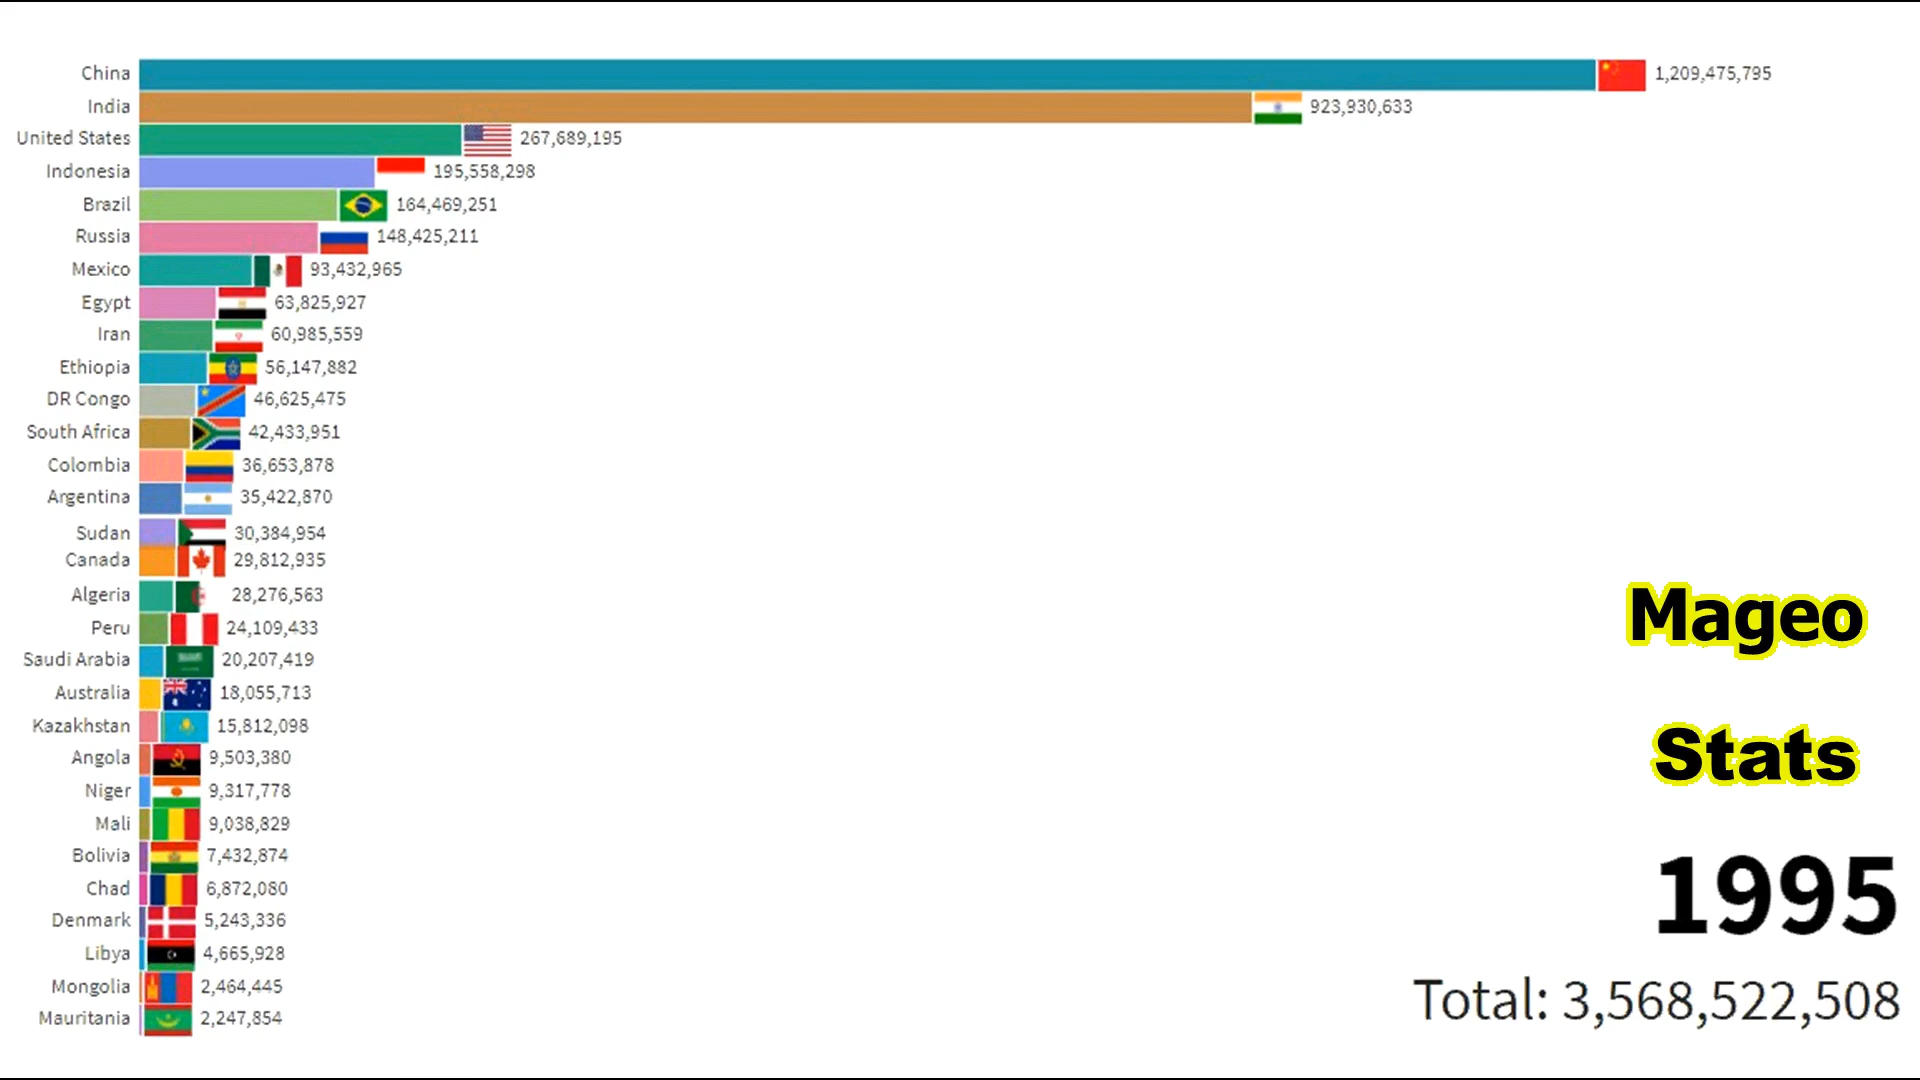 China 1,209,475,795
India 923,930,633
United States 267,689,195
Indonesia 195,558,298
Brazil 164,469,251
Russia 148,425,211
Mexico 93,432,965
Egypt 63,825,927
Iran 60,985,559
Ethiopia 56,147,882
DR Congo 46,625,475
South Africa 42,433,951
Colombia 36,653,878
Argentina 35,422,870
Sudan 30,384,954
Canada 29,812,935
Algeria 28,276,563
Peru 24,109,433
Saudi Arabia 20,207,419
Australia 18,055,713
Kazakhstan 15,812,098
Angola 9,503,380
Niger 9,317,778
Mali 9,038,829
Bolivia 7,432,874
Chad 6,872,080
Denmark 5,243,336
Libya 4,665,928
Mongolia 2,464,445
Mauritania 2,247,854
Mageo
Stats
1995
Total: 3,568,522,508